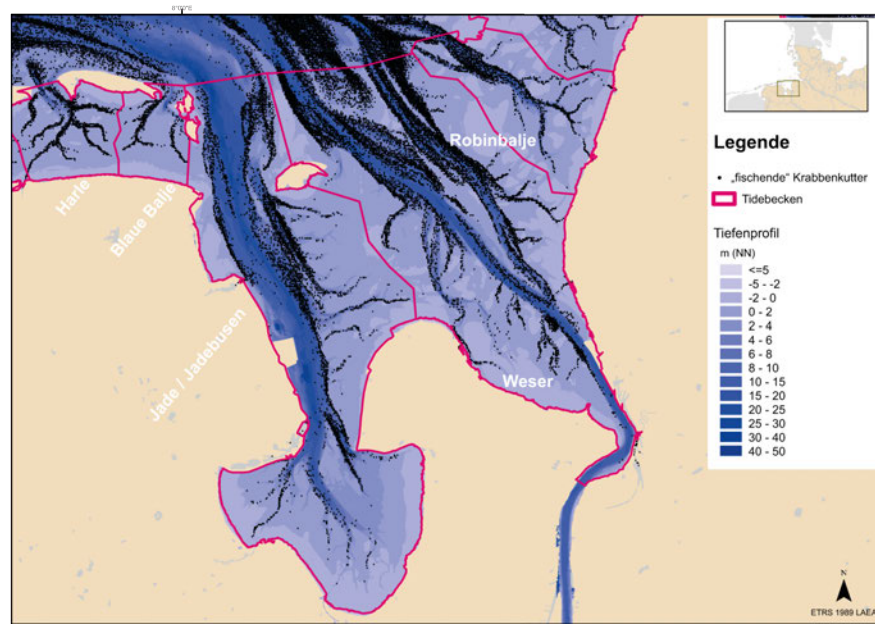 Legende
„fischende“ Krabbenkutter
Tidebecken
Tiefenprofil
m (NN)
<=5
-5 - -2
-2 - 0
0 - 2
2 - 4
4 - 6
6 - 8
8 - 10
10 - 15
15 - 20
20 - 25
25 - 30
30 - 40
40 - 50
Robinbalje
Harle
Blaue Balje
Jade / Jadebusen
Weser
N
ETRS 1989 LAEA